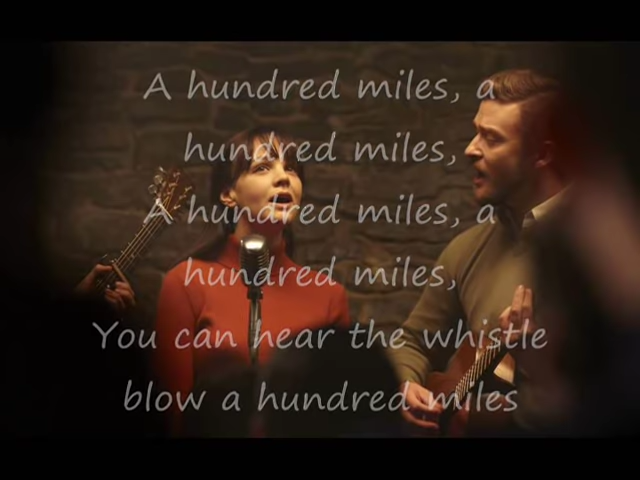 A hundred miles, a
hundred miles,
A hundred miles, a
hundred miles,
You can hear the whistle
blow a hundred miles